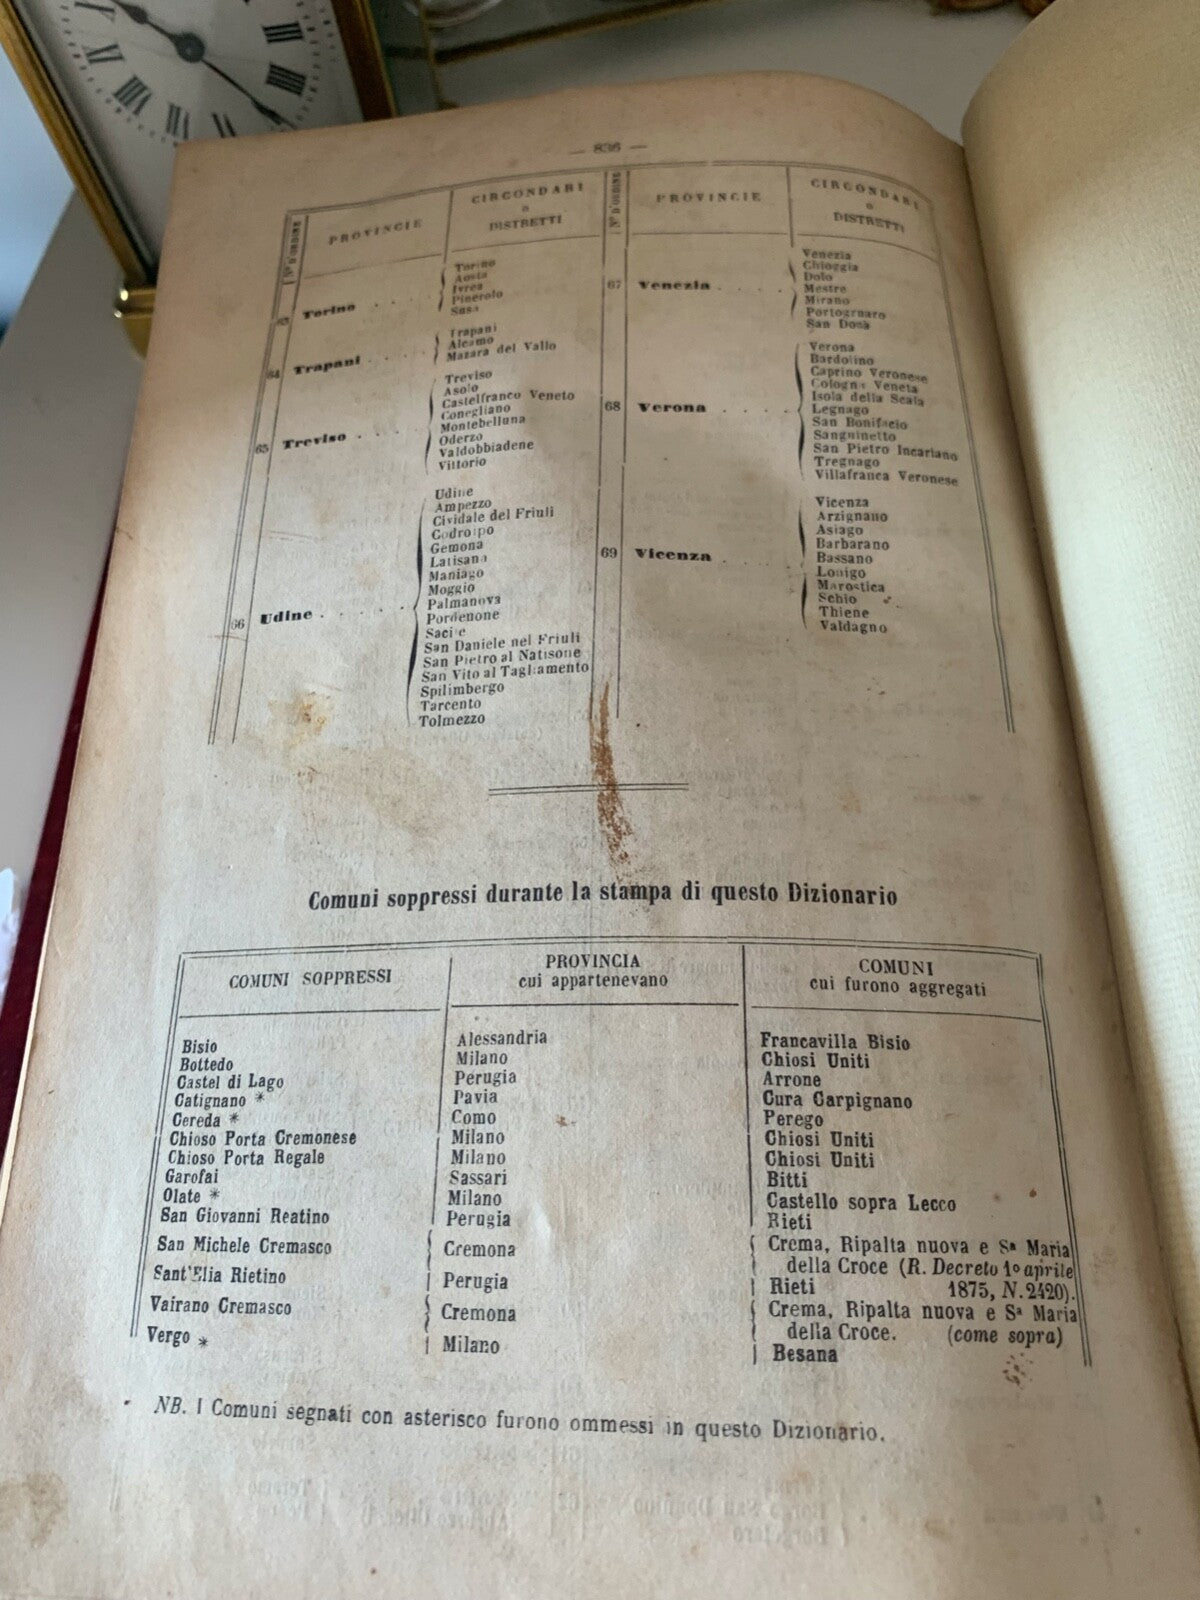 — 836 —
N° D'ORDINE
PROVINCIE
CIRCONDARI
o
DISTRETTI
63
Torino . . . .
Torino
Aosta
Ivrea
Pinerolo
Susa
64
Trapani . . . .
Trapani
Alcamo
Mazara del Vallo
65
Treviso . . . .
Treviso
Asolo
Castelfranco Veneto
Conegliano
Montebelluna
Oderzo
Valdobbiadene
Vittorio
66
Udine . . . . .
Udine
Ampezzo
Cividale del Friuli
Codroipo
Gemona
Latisana
Maniago
Moggio
Palmanova
Pordenone
Sacile
San Daniele nel Friuli
San Pietro al Natisone
San Vito al Tagliamento
Spilimbergo
Tarcento
Tolmezzo
N° D'ORDINE
PROVINCIE
CIRCONDARI
o
DISTRETTI
67
Venezia . . . .
Venezia
Chioggia
Dolo
Mestre
Mirano
Portogruaro
San Donà
68
Verona . . . .
Verona
Bardolino
Caprino Veronese
Cologna Veneta
Isola della Scala
Legnago
San Bonifacio
Sanguinetto
San Pietro Incariano
Tregnago
Villafranca Veronese
69
Vicenza . . . .
Vicenza
Arzignano
Asiago
Barbarano
Bassano
Lonigo
Marostica
Schio
Thiene
Valdagno
Comuni soppressi durante la stampa di questo Dizionario
COMUNI SOPPRESSI
PROVINCIA
cui appartenevano
COMUNI
cui furono aggregati
Bisio Alessandria Francavilla Bisio
Bottedo Milano Chiosi Uniti
Castel di Lago Perugia Arrone
Catignano * Pavia Cura Carpignano
Cereda * Como Perego
Chioso Porta Cremonese Milano Chiosi Uniti
Chioso Porta Regale Milano Chiosi Uniti
Garofai Sassari Bitti
Olate * Milano Castello sopra Lecco
San Giovanni Reatino Perugia Rieti
San Michele Cremasco Cremona Crema, Ripalta nuova e Sª Maria
della Croce (R. Decreto 1º aprile
1875, N. 2420).
Sant'Elia Rietino Perugia Rieti
Vairano Cremasco Cremona Crema, Ripalta nuova e Sª Maria
della Croce. (come sopra)
Vergo * Milano Besana
NB. I Comuni segnati con asterisco furono ommessi in questo Dizionario.